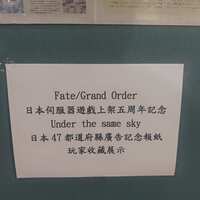 Fate/Grand Order
日本伺服器遊戲上架五周年記念
Under the same sky
日本47都道府縣廣告記念報紙
玩家收藏展示